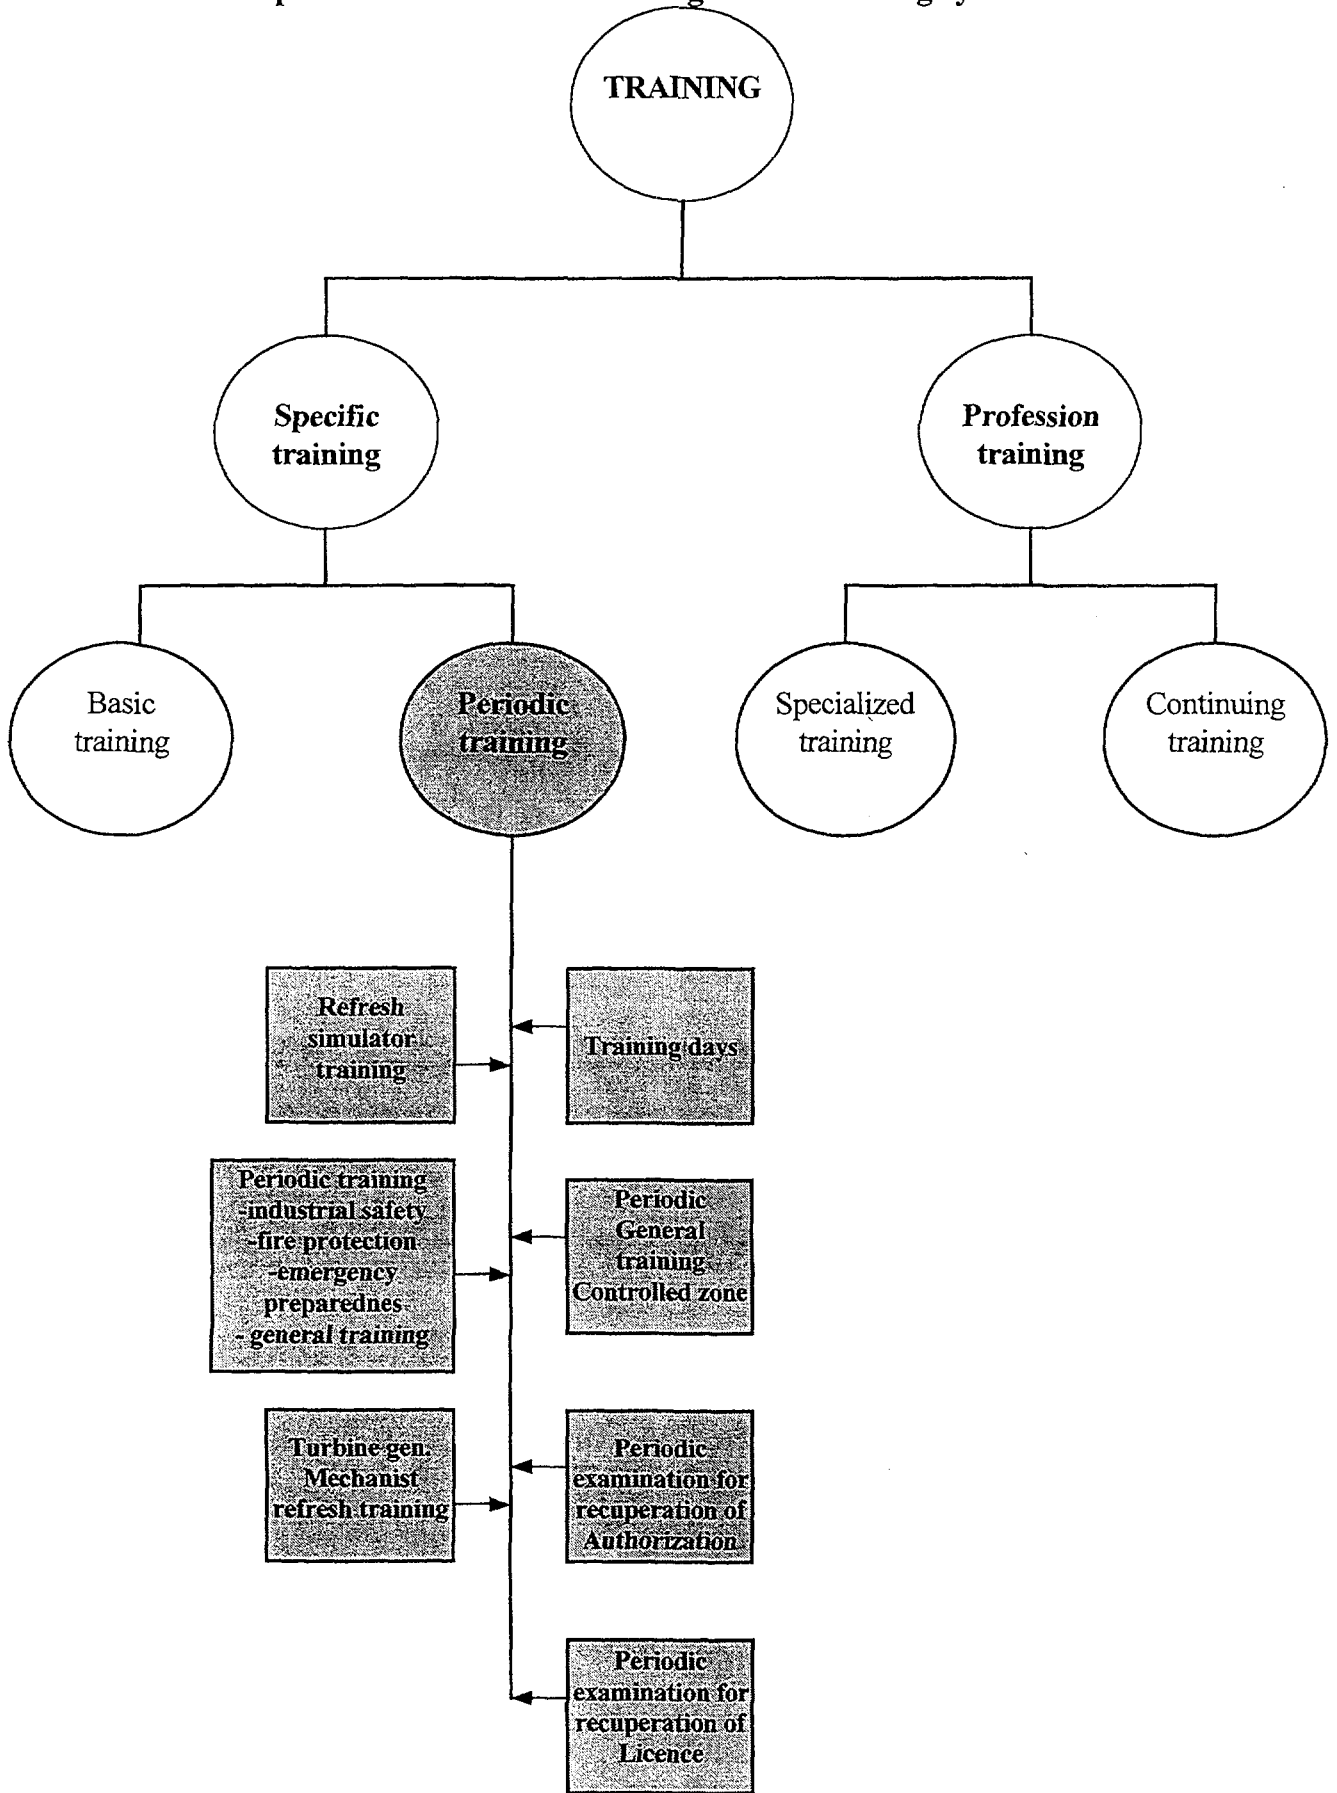 TRAINING
Specific
training
Profession
training
Basic
training
Periodic
training
Specialized
training
Continuing
training
Refresh
simulator
training
Training days
Periodic training
-industrial safety
-fire protection
-emergency
preparednes
- general training
Periodic
General
training
Controlled zone
Turbine gen.
Mechanist
refresh training
Periodic
examination for
recuperation of
Authorization
Periodic
examination for
recuperation of
Licence